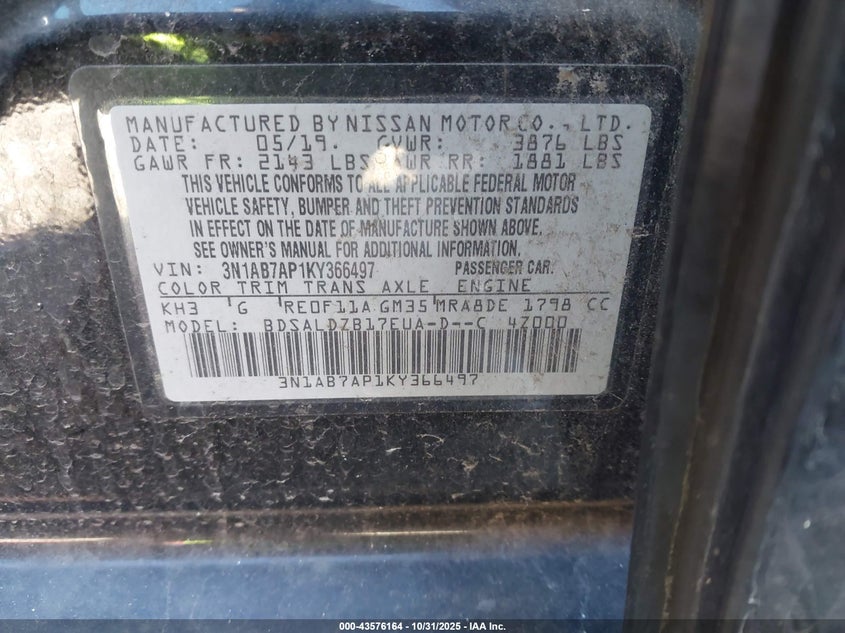 MANUFACTURED BY NISSAN MOTOR CO., LTD.
DATE: 05/19. GVWR: 3876 LBS
GAWR FR: 2143 LBS GAWR RR: 1881 LBS
THIS VEHICLE CONFORMS TO ALL APPLICABLE FEDERAL MOTOR
VEHICLE SAFETY, BUMPER AND THEFT PREVENTION STANDARDS
IN EFFECT ON THE DATE OF MANUFACTURE SHOWN ABOVE.
SEE OWNER'S MANUAL FOR ADDITIONAL INFORMATION.
VIN: 3N1AB7AP1KY366497 PASSENGER CAR.
COLOR TRIM TRANS AXLE ENGINE
KH3 G RE0F11A GM35 MRA8DE 1798 CC
MODEL: BDSALDZB17EUA-D--C 4Z000
3N1AB7AP1KY366497
000-43576164 - 10/31/2025 - IAA Inc.